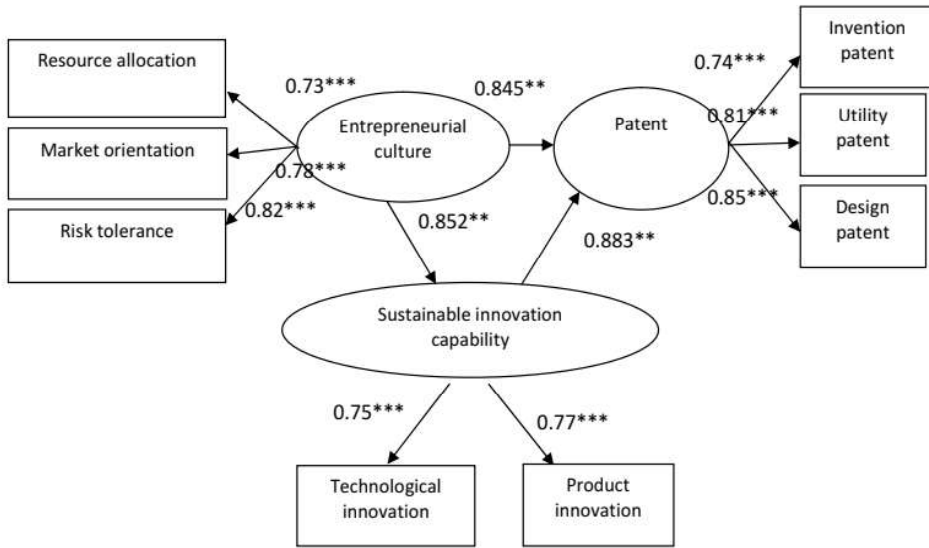 Resource allocation
Market orientation
Risk tolerance
0.73***
0.78***
0.82***
Entrepreneurial
culture
0.845**
Patent
0.74***
0.81***
0.85***
Invention
patent
Utility
patent
Design
patent
0.852**
0.883**
Sustainable innovation
capability
0.75***
0.77***
Technological
innovation
Product
innovation